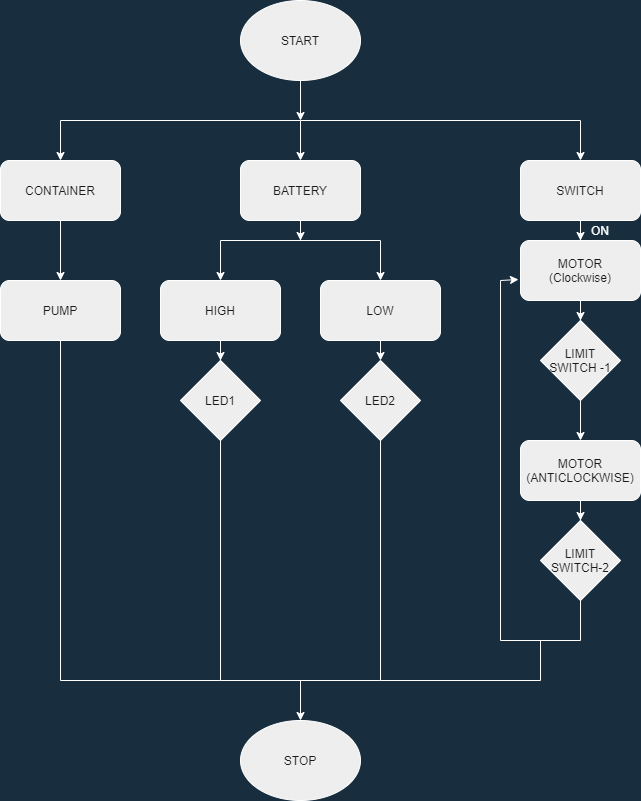 START
CONTAINER
BATTERY
SWITCH
ON
MOTOR
(Clockwise)
PUMP
HIGH
LOW
LIMIT
SWITCH -1
LED1
LED2
MOTOR
(ANTICLOCKWISE)
LIMIT
SWITCH-2
STOP